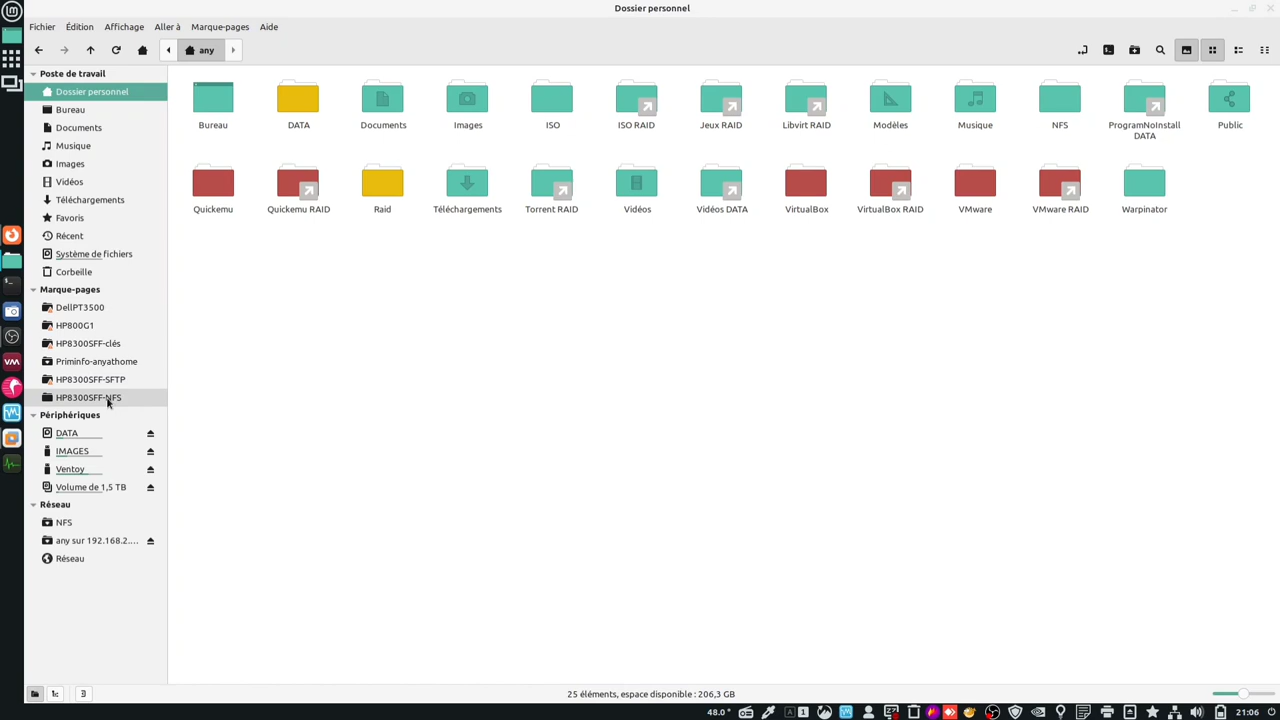 Dossier personnel
Fichier Édition Affichage Aller à Marque-pages Aide
any
Poste de travail
Dossier personnel
Bureau
Documents
Musique
Images
Vidéos
Téléchargements
Favoris
Récent
Système de fichiers
Corbeille
Marque-pages
DellPT3500
HP800G1
HP8300SFF-clés
Priminfo-anyathome
HP8300SFF-SFTP
HP8300SFF-NFS
Périphériques
DATA
IMAGES
Ventoy
Volume de 1,5 TB
Réseau
NFS
any sur 192.168.2....
Réseau
Bureau DATA Documents Images ISO ISO RAID Jeux RAID Libvirt RAID Modèles Musique NFS ProgramNoInstall DATA Public
Quickemu Quickemu RAID Raid Téléchargements Torrent RAID Vidéos Vidéos DATA VirtualBox VirtualBox RAID VMware VMware RAID Warpinator
25 éléments, espace disponible : 206,3 GB
48.0 ° 1 21:06